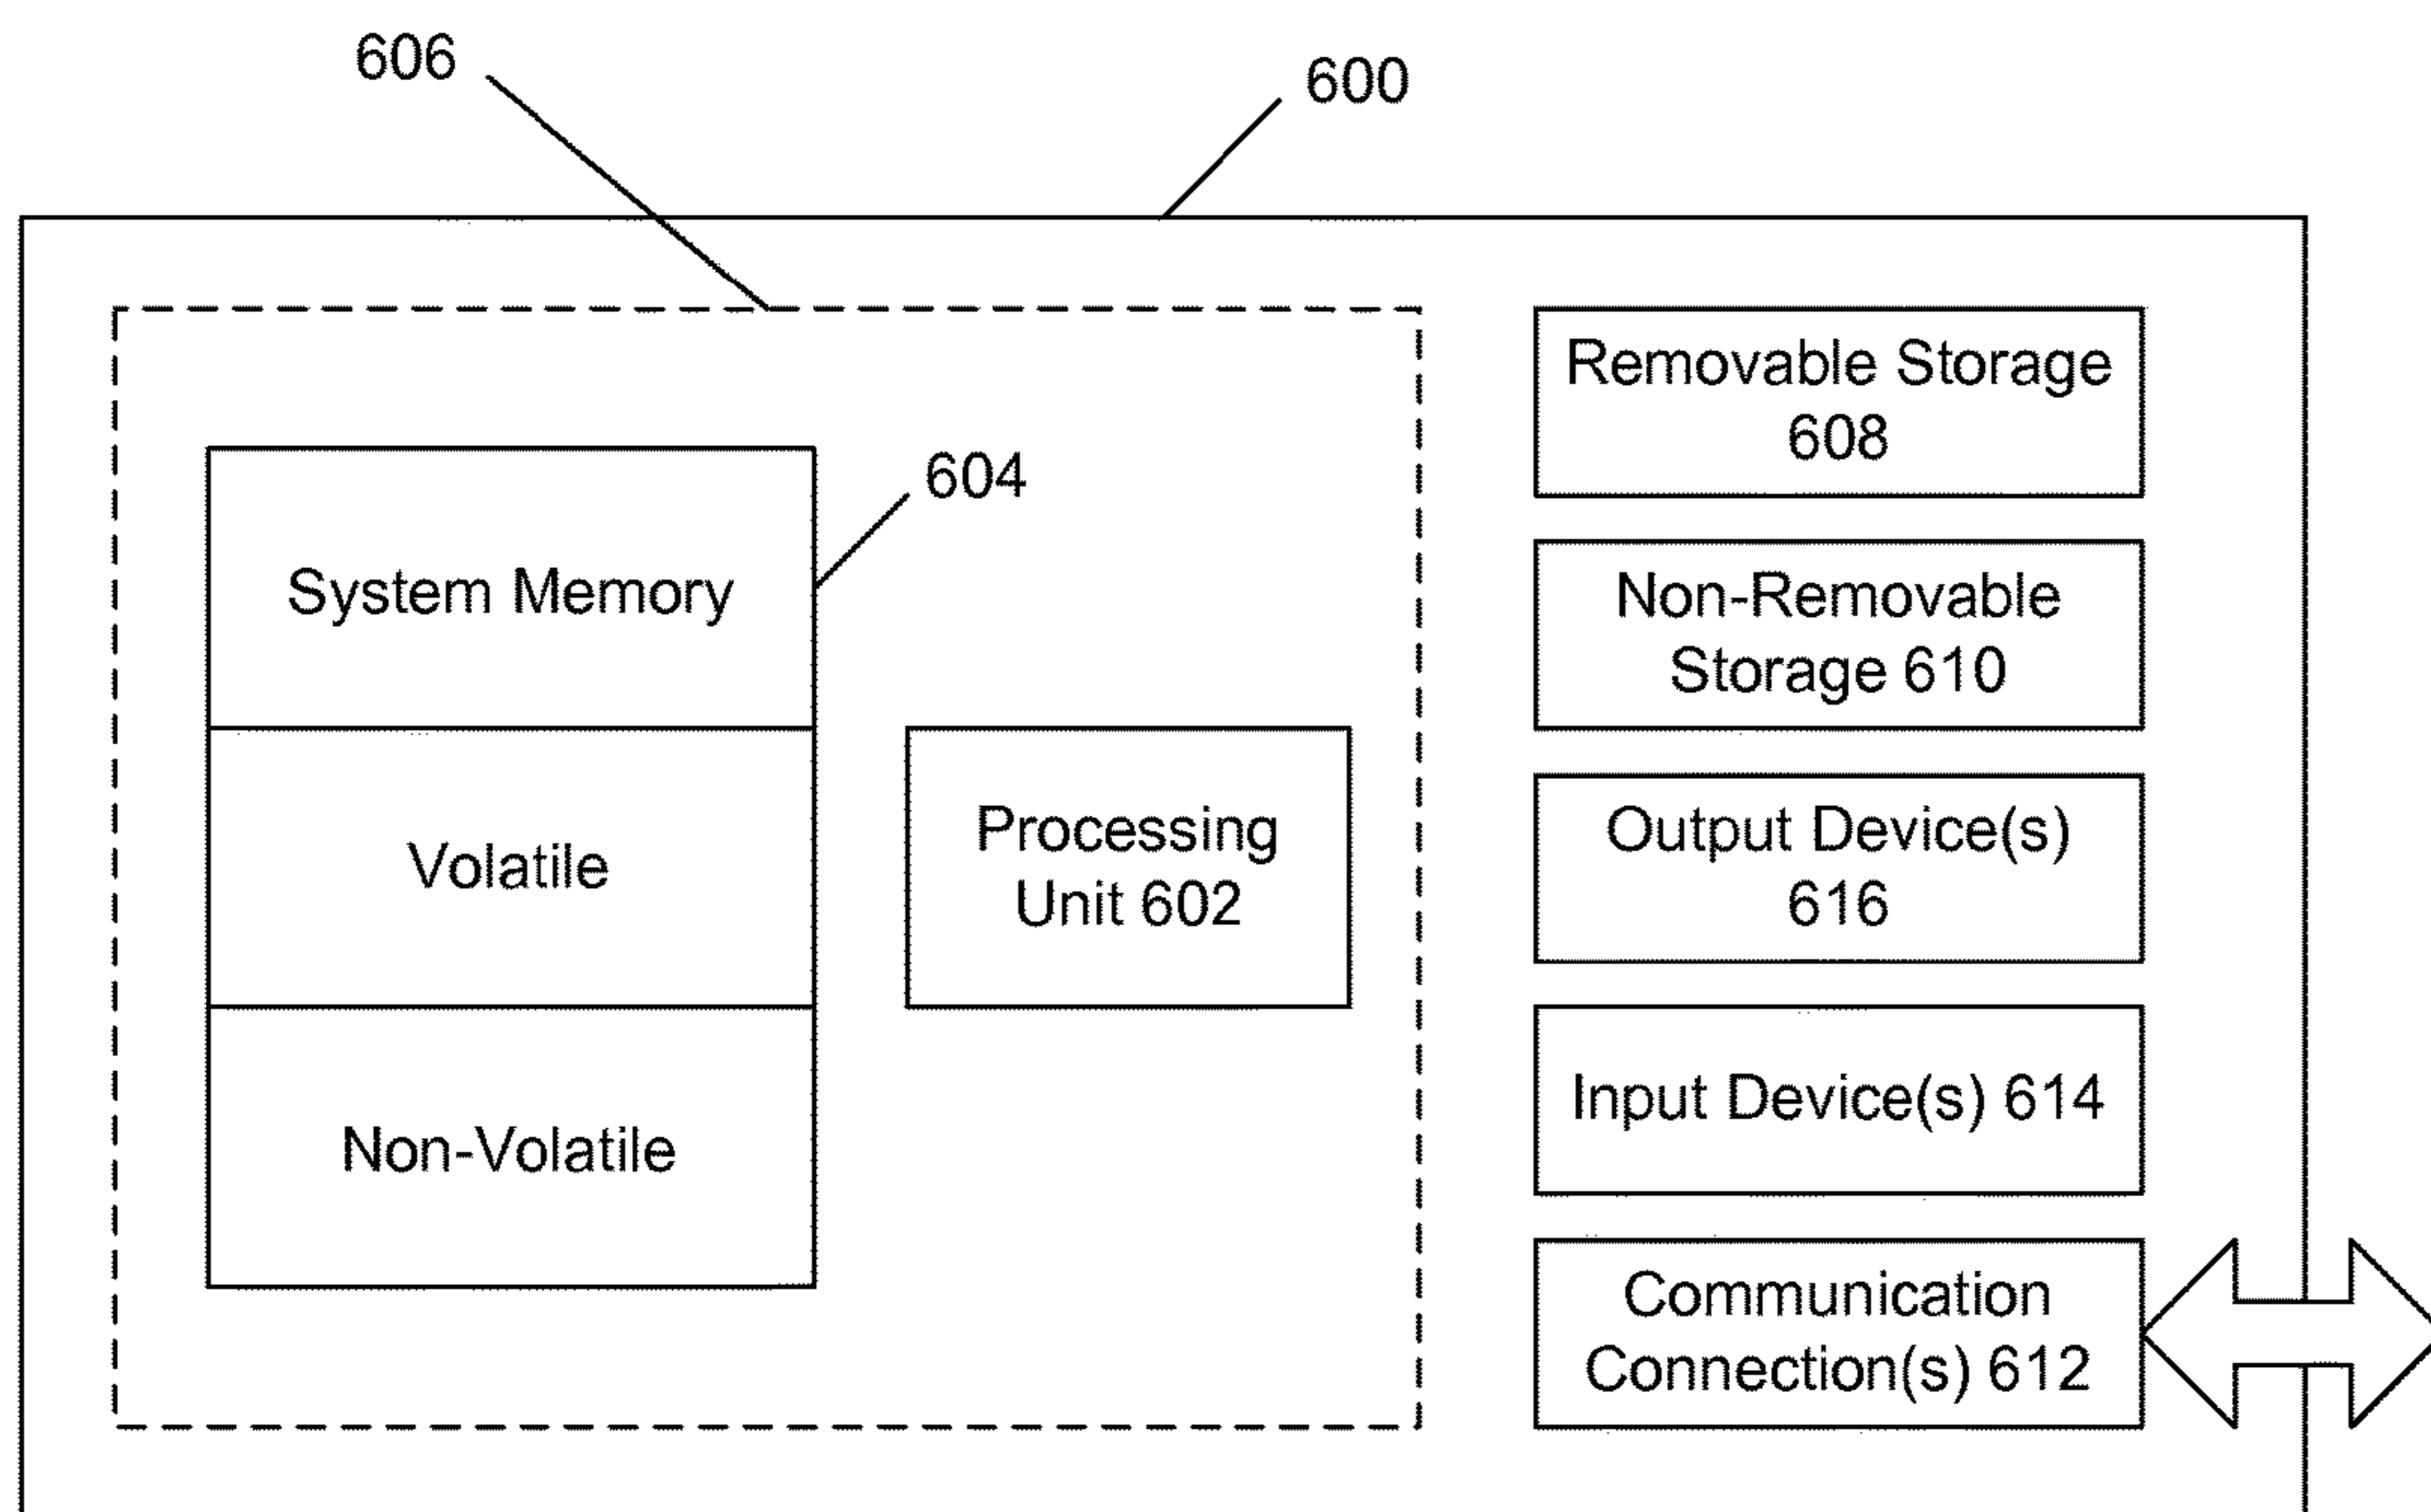 606
600
604
System Memory
Volatile
Non-Volatile
Processing
Unit 602
Removable Storage
608
Non-Removable
Storage 610
Output Device(s)
616
Input Device(s) 614
Communication
Connection(s) 612